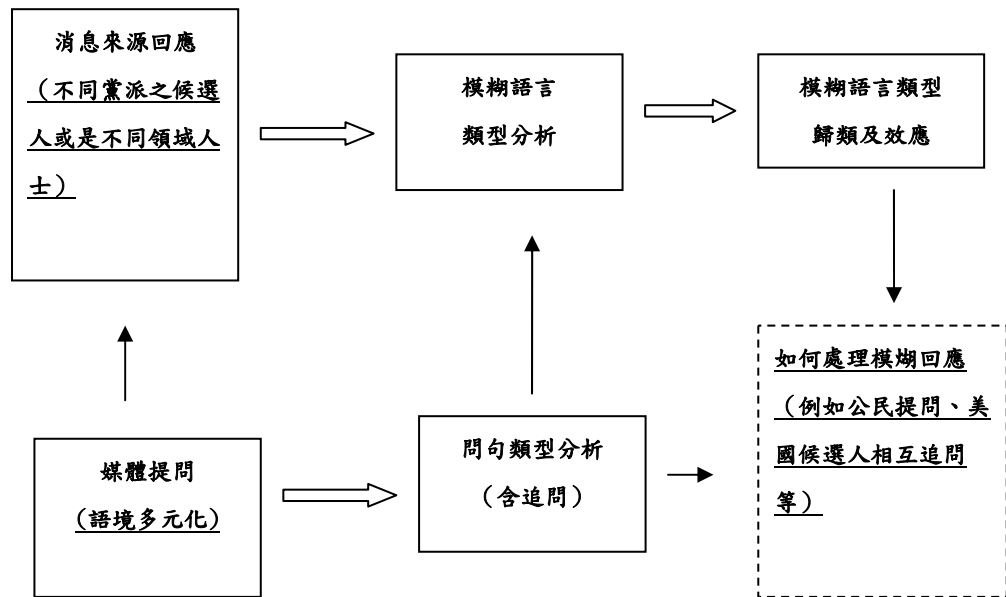 消息來源回應
（不同黨派之候選
人或是不同領域人
士）
模糊語言
類型分析
模糊語言類型
歸類及效應
媒體提問
（語境多元化）
問句類型分析
（含追問）
如何處理模煳回應
（例如公民提問、美
國候選人相互追問
等）